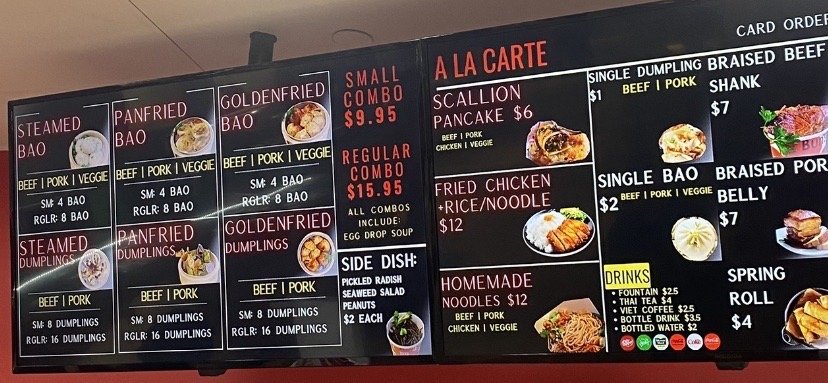 STEAMED
BAO
BEEF | PORK | VEGGIE
SM: 4 BAO
RGLR: 8 BAO
PANFRIED
BAO
BEEF | PORK | VEGGIE
SM: 4 BAO
RGLR: 8 BAO
GOLDENFRIED
BAO
BEEF | PORK | VEGGIE
SM: 4 BAO
RGLR: 8 BAO
STEAMED
DUMPLINGS
BEEF | PORK
SM: 8 DUMPLINGS
RGLR: 16 DUMPLINGS
PANFRIED
DUMPLINGS
BEEF | PORK
SM: 8 DUMPLINGS
RGLR: 16 DUMPLINGS
GOLDENFRIED
DUMPLINGS
BEEF | PORK
SM: 8 DUMPLINGS
RGLR: 16 DUMPLINGS
SMALL
COMBO
$9.95
REGULAR
COMBO
$15.95
ALL COMBOS
INCLUDE:
EGG DROP SOUP
SIDE DISH:
PICKLED RADISH
SEAWEED SALAD
PEANUTS
$2 EACH
A LA CARTE
CARD ORDER
SCALLION
PANCAKE $6
BEEF | PORK
CHICKEN | VEGGIE
FRIED CHICKEN
+RICE/NOODLE
$12
HOMEMADE
NOODLES $12
BEEF | PORK
CHICKEN | VEGGIE
SINGLE DUMPLING
$1 BEEF | PORK
SINGLE BAO
$2 BEEF | PORK | VEGGIE
DRINKS
• FOUNTAIN $2.5
• THAI TEA $4
• VIET COFFEE $2.5
• BOTTLE DRINK $3.5
• BOTTLED WATER $2
BRAISED BEEF
SHANK
$7
BRAISED POR
BELLY
$7
SPRING
ROLL
$4